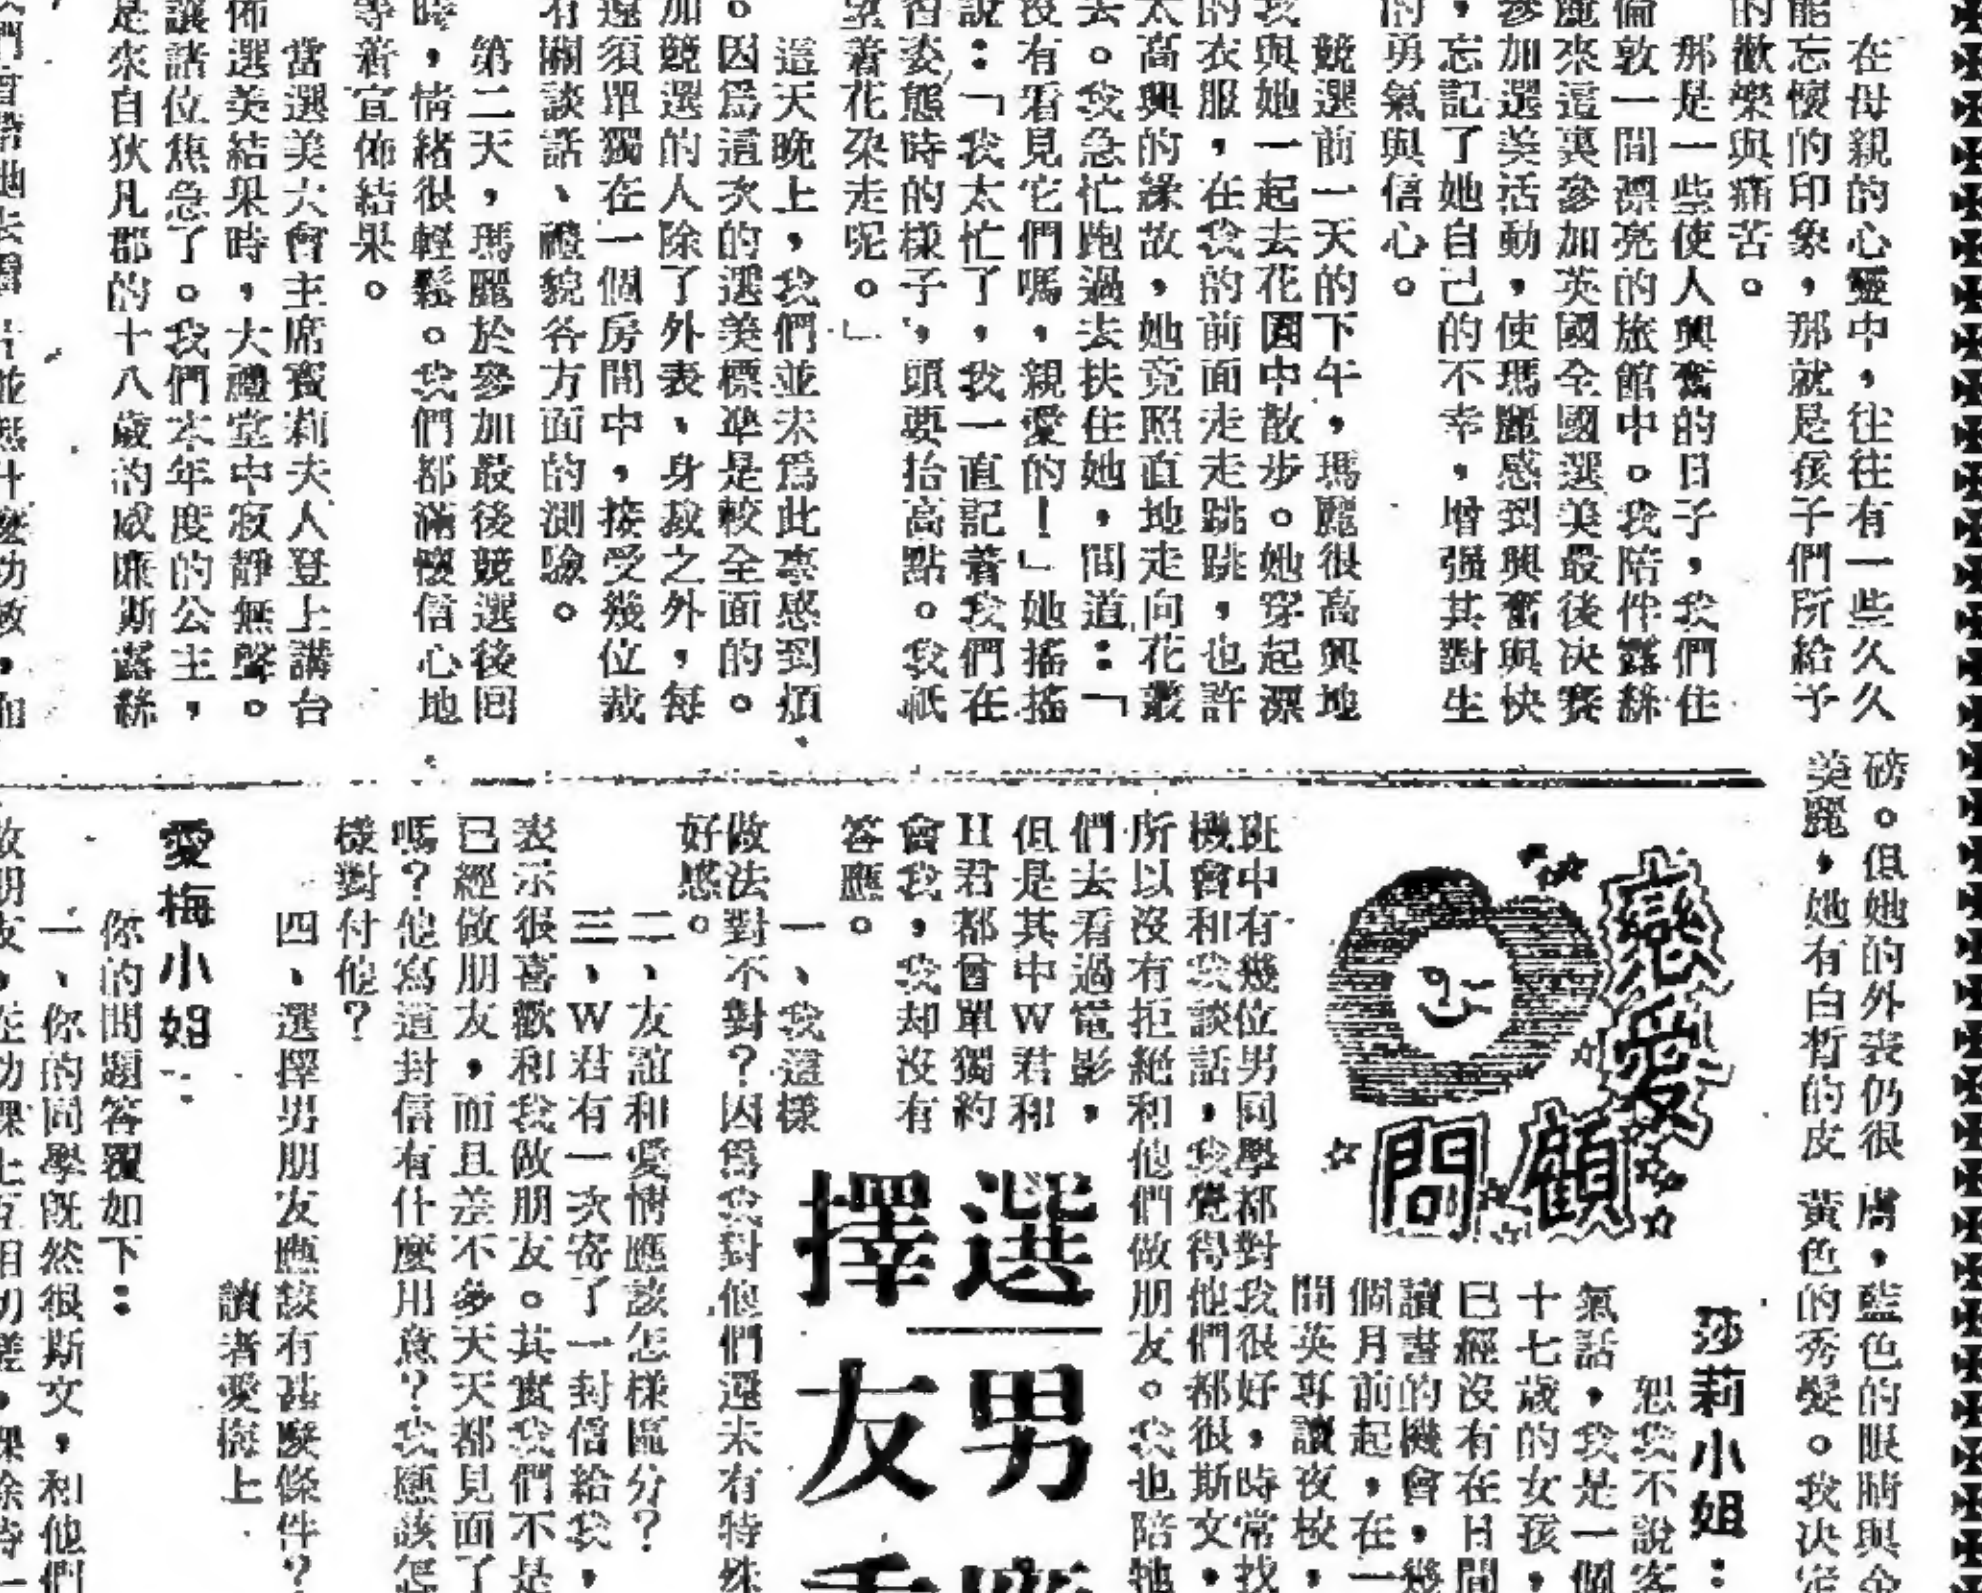 在母親的心靈中，往往有一些久久
能忘懷的印象，那就是孩子們所給予
的歡樂與痛苦。
那是一些使人興奮的日子，我們住
倫敦一間漂亮的旅館中。我陪伴露絲
麗來這裏參加英國全國選美最後決賽
參加選美活動，使瑪麗感到興奮與快
，忘記了她自己的不幸，增强其對生
的勇氣與信心。
競選前一天的下午，瑪麗很高興地
我與她一起去花園中散步。她穿起漂
的衣服，在我的前面走走跳跳，也許
太高興的緣故，她竟照直地走向花叢
去。我急忙跑過去扶住她，問道：「
沒有看見它們嗎，親愛的！」她搖搖
說：「我太忙了，我一直記著我們在
習姿態時的樣子，頭要抬高點。我祇
望着花朶走呢。」
這天晚上，我們並未爲此事感到煩
。因爲這次的選美標準是較全面的。
加競選的人除了外表、身裁之外，每
還須單獨在一個房間中，接受幾位裁
有關談話、禮貌各方面的測驗。
第二天，瑪麗於參加最後競選後回
時，情緒很輕鬆。我們都滿懷信心地
等着宣佈結果。
當選美大會主席賓莉夫人登上講台
佈選美結果時，大禮堂中寂靜無聲。
讓諸位焦急了。我們本年度的公主，
是來自狄凡郡的十八歲的威廉斯露絲
磅。但她的外表仍很
美麗，她有白晳的皮
膚，藍色的眼睛與金
黃色的秀髮。我決定
戀愛
顧問
莎莉小姐：
恕我不說客
氣話，我是一個
十七歲的女孩，
已經沒有在日間
讀書的機會，幾
個月前起，在一
間英專讀夜校，
班中有幾位男同學都對我很好，時常找
機會和我談話，我覺得他們都很斯文，
所以沒有拒絕和他們做朋友。我也陪他
們去看過電影，
但是其中W君和
H君都曾單獨約
會我，我却沒有
答應。
選擇
男友
一、我這樣
做法對不對？因爲我對他們還未有特殊
好感。
二、友誼和愛情應該怎樣區分？
三、W君有一次寄了一封信給我，
表示很喜歡和我做朋友。其實我們不是
已經做朋友，而且差不多天天都見面了
嗎？他寫這封信有什麼用意？我應該怎
樣對付他？
四、選擇男朋友應該有甚麼條件？
讀者愛梅上
愛梅小姐：
你的問題答覆如下：
一、你的同學旣然很斯文，和他們